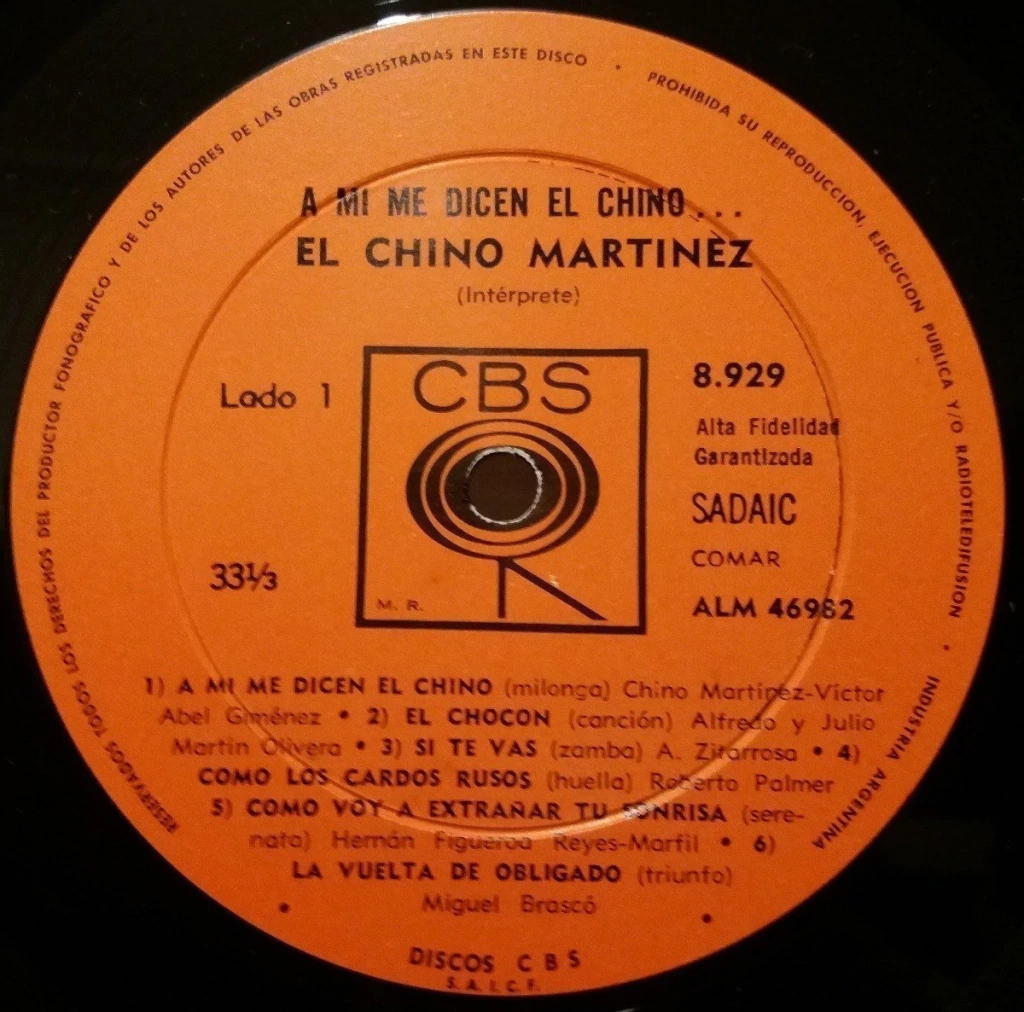 RESERVADOS TODOS LOS DERECHOS DEL PRODUCTOR FONOGRAFICO Y DE LOS AUTORES DE LAS OBRAS REGISTRADAS EN ESTE DISCO • PROHIBIDA SU REPRODUCCION, EJECUCION PUBLICA Y/O RADIOTELEDIFUSION • INDUSTRIA ARGENTINA
A MI ME DICEN EL CHINO...
EL CHINO MARTINEZ
(Intérprete)
Lado 1
33⅓
CBS
M. R.
8.929
Alta Fidelidad
Garantizada
SADAIC
COMAR
ALM 46982
1) A MI ME DICEN EL CHINO (milonga) Chino Martínez-Víctor
Abel Giménez • 2) EL CHOCON (canción) Alfredo y Julio
Martín Olivera • 3) SI TE VAS (zamba) A. Zitarrosa • 4)
COMO LOS CARDOS RUSOS (huella) Roberto Palmer
5) COMO VOY A EXTRAÑAR TU SONRISA (sere-
nata) Hernán Figueroa Reyes-Marfil • 6)
LA VUELTA DE OBLIGADO (triunfo)
Miguel Brascó
DISCOS CBS
S. A. I. C. F.